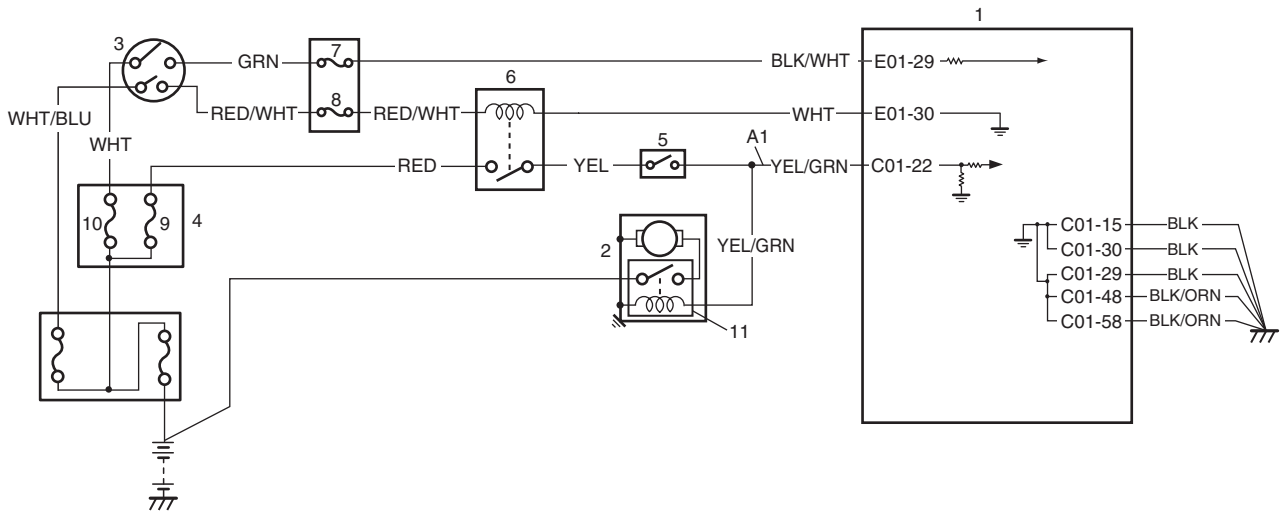 1
3
GRN
7
BLK/WHT
E01-29
6
RED/WHT
8
RED/WHT
WHT
E01-30
WHT/BLU
WHT
A1
5
RED
YEL
YEL/GRN
C01-22
10
9
4
2
YEL/GRN
C01-15
BLK
C01-30
BLK
C01-29
BLK
C01-48
BLK/ORN
C01-58
BLK/ORN
11